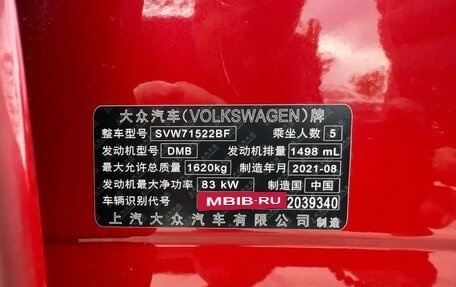 大众汽车(VOLKSWAGEN)牌
整车型号 SVW71522BF 乘坐人数 5
发动机型号 DMB 发动机排量 1498 mL
最大允许总质量 1620kg 制造年月 2021-08
发动机最大净功率 83 kW 制造国 中国
车辆识别代号 MBIB-RU 2039340
上汽大众汽车有限公司 制造